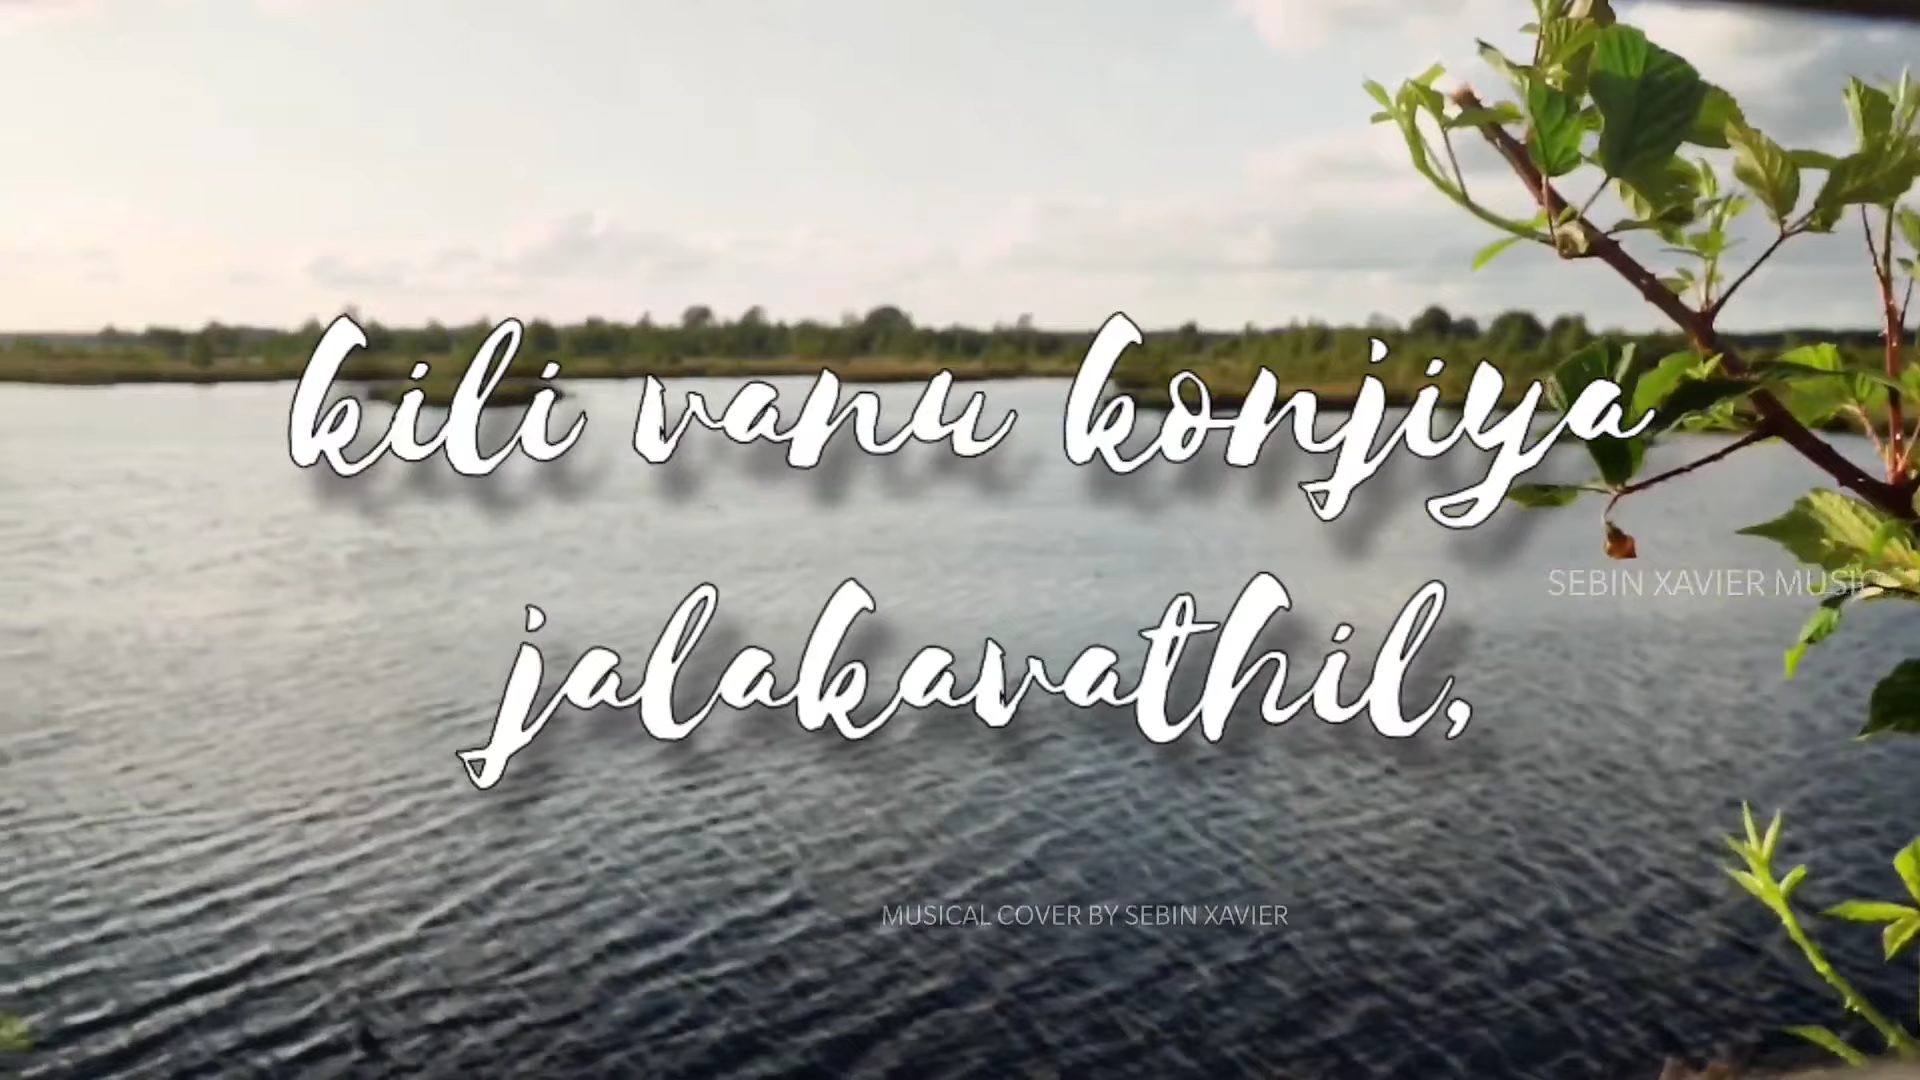 kili vanu konjiya
jalakavathil,
SEBIN XAVIER MUSIC
MUSICAL COVER BY SEBIN XAVIER